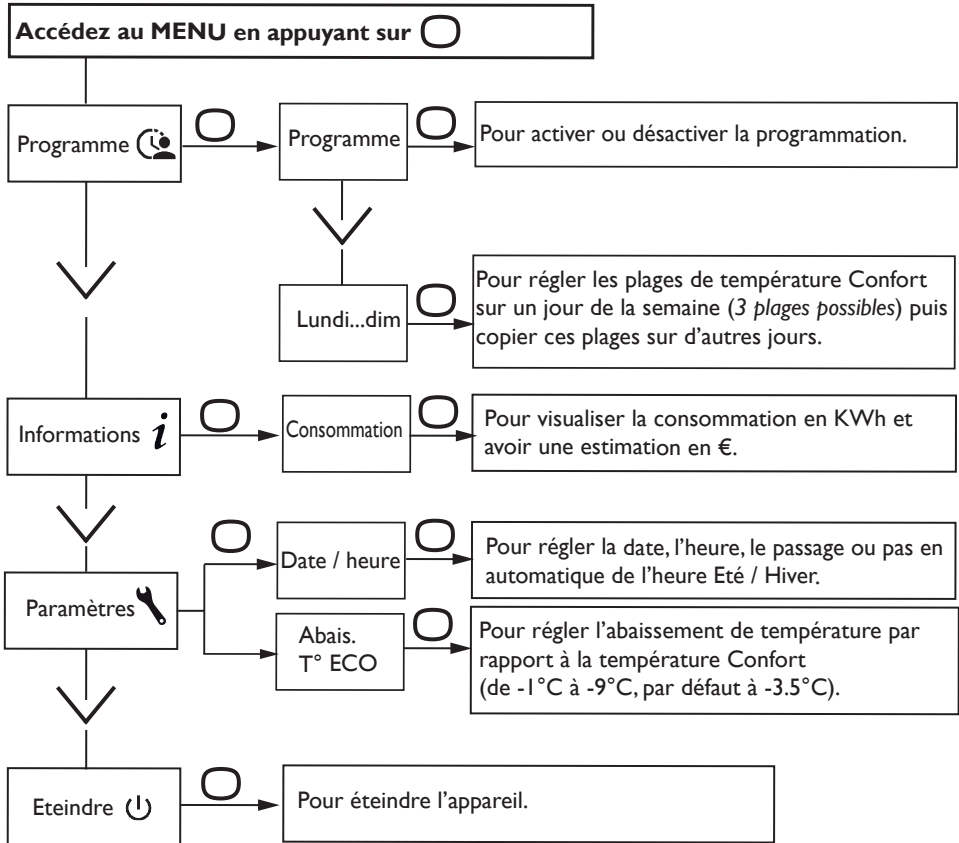 Accédez au MENU en appuyant sur
Programme
Programme
Pour activer ou désactiver la programmation.
Lundi...dim
Pour régler les plages de température Confort
sur un jour de la semaine (3 plages possibles) puis
copier ces plages sur d'autres jours.
Informations i
Consommation
Pour visualiser la consommation en KWh et
avoir une estimation en €.
Paramètres
Date / heure
Pour régler la date, l'heure, le passage ou pas en
automatique de l'heure Eté / Hiver.
Abais.
T° ECO
Pour régler l'abaissement de température par
rapport à la température Confort
(de -1°C à -9°C, par défaut à -3.5°C).
Eteindre
Pour éteindre l'appareil.